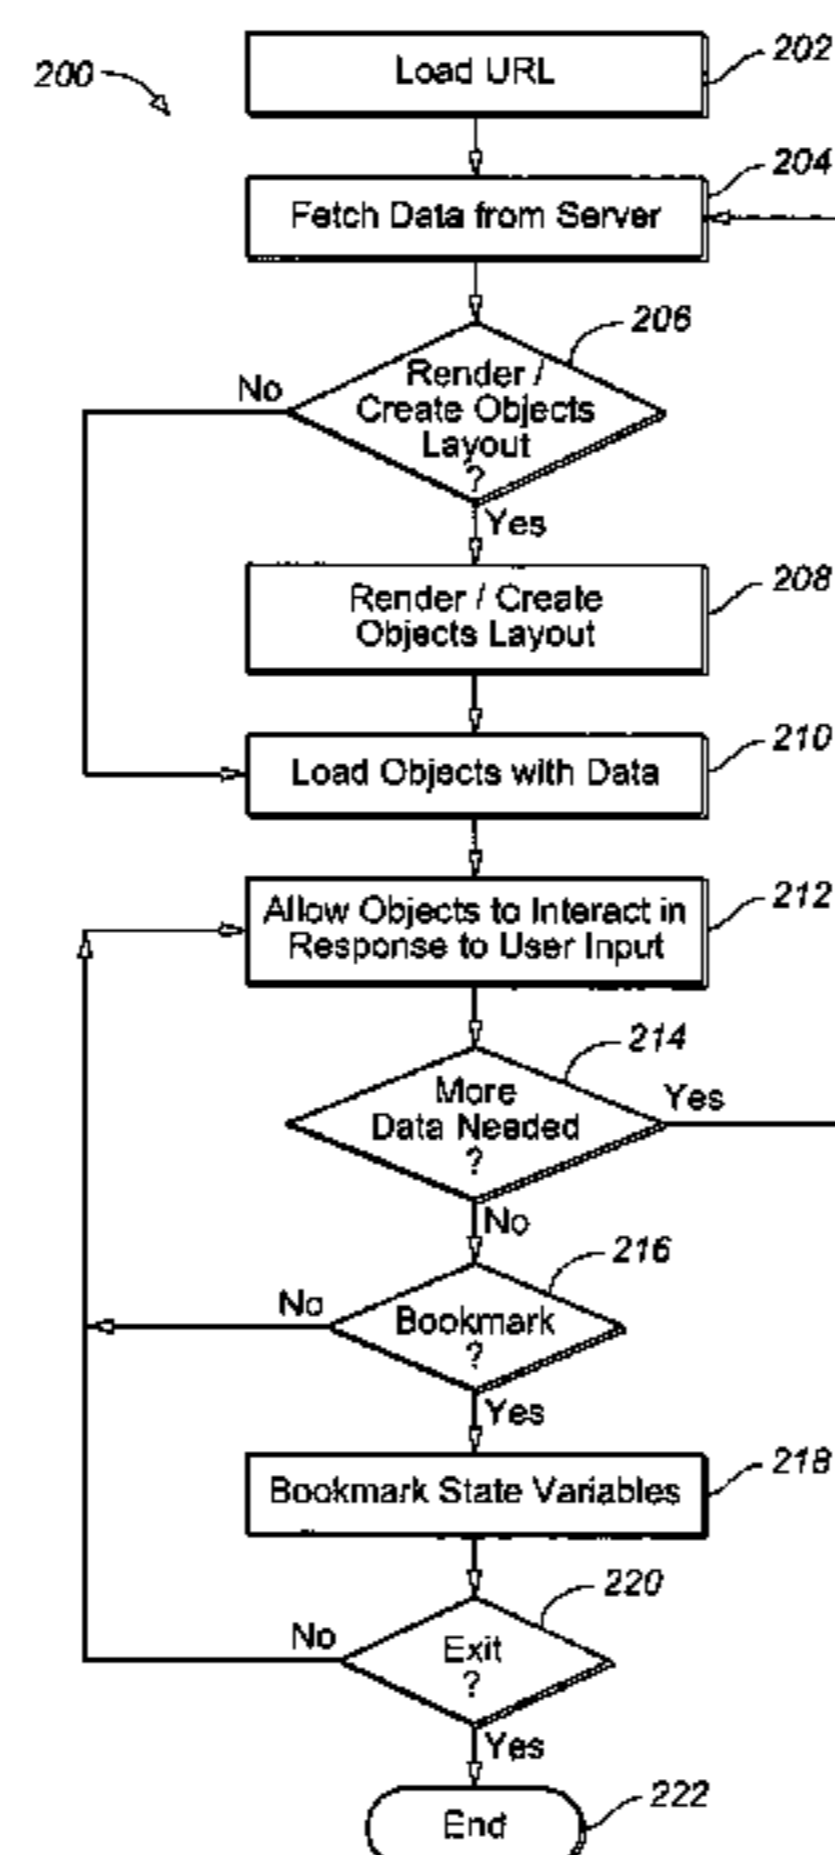 200
Load URL
202
Fetch Data from Server
204
206
Render /
Create Objects
Layout
?
No
Yes
Render / Create
Objects Layout
208
Load Objects with Data
210
Allow Objects to Interact in
Response to User Input
212
214
More
Data Needed
?
Yes
No
216
Bookmark
?
No
Yes
Bookmark State Variables
218
220
Exit
?
No
Yes
End
222